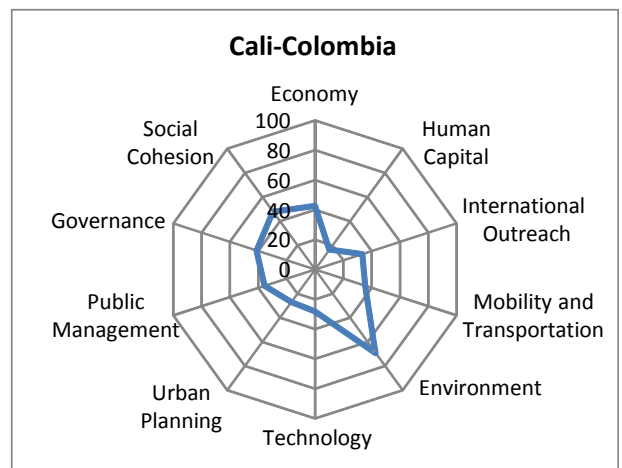 Cali-Colombia
Economy
Human
Capital
International
Outreach
Mobility and
Transportation
Environment
Technology
Urban
Planning
Public
Management
Governance
Social
Cohesion
100
80
60
40
20
0